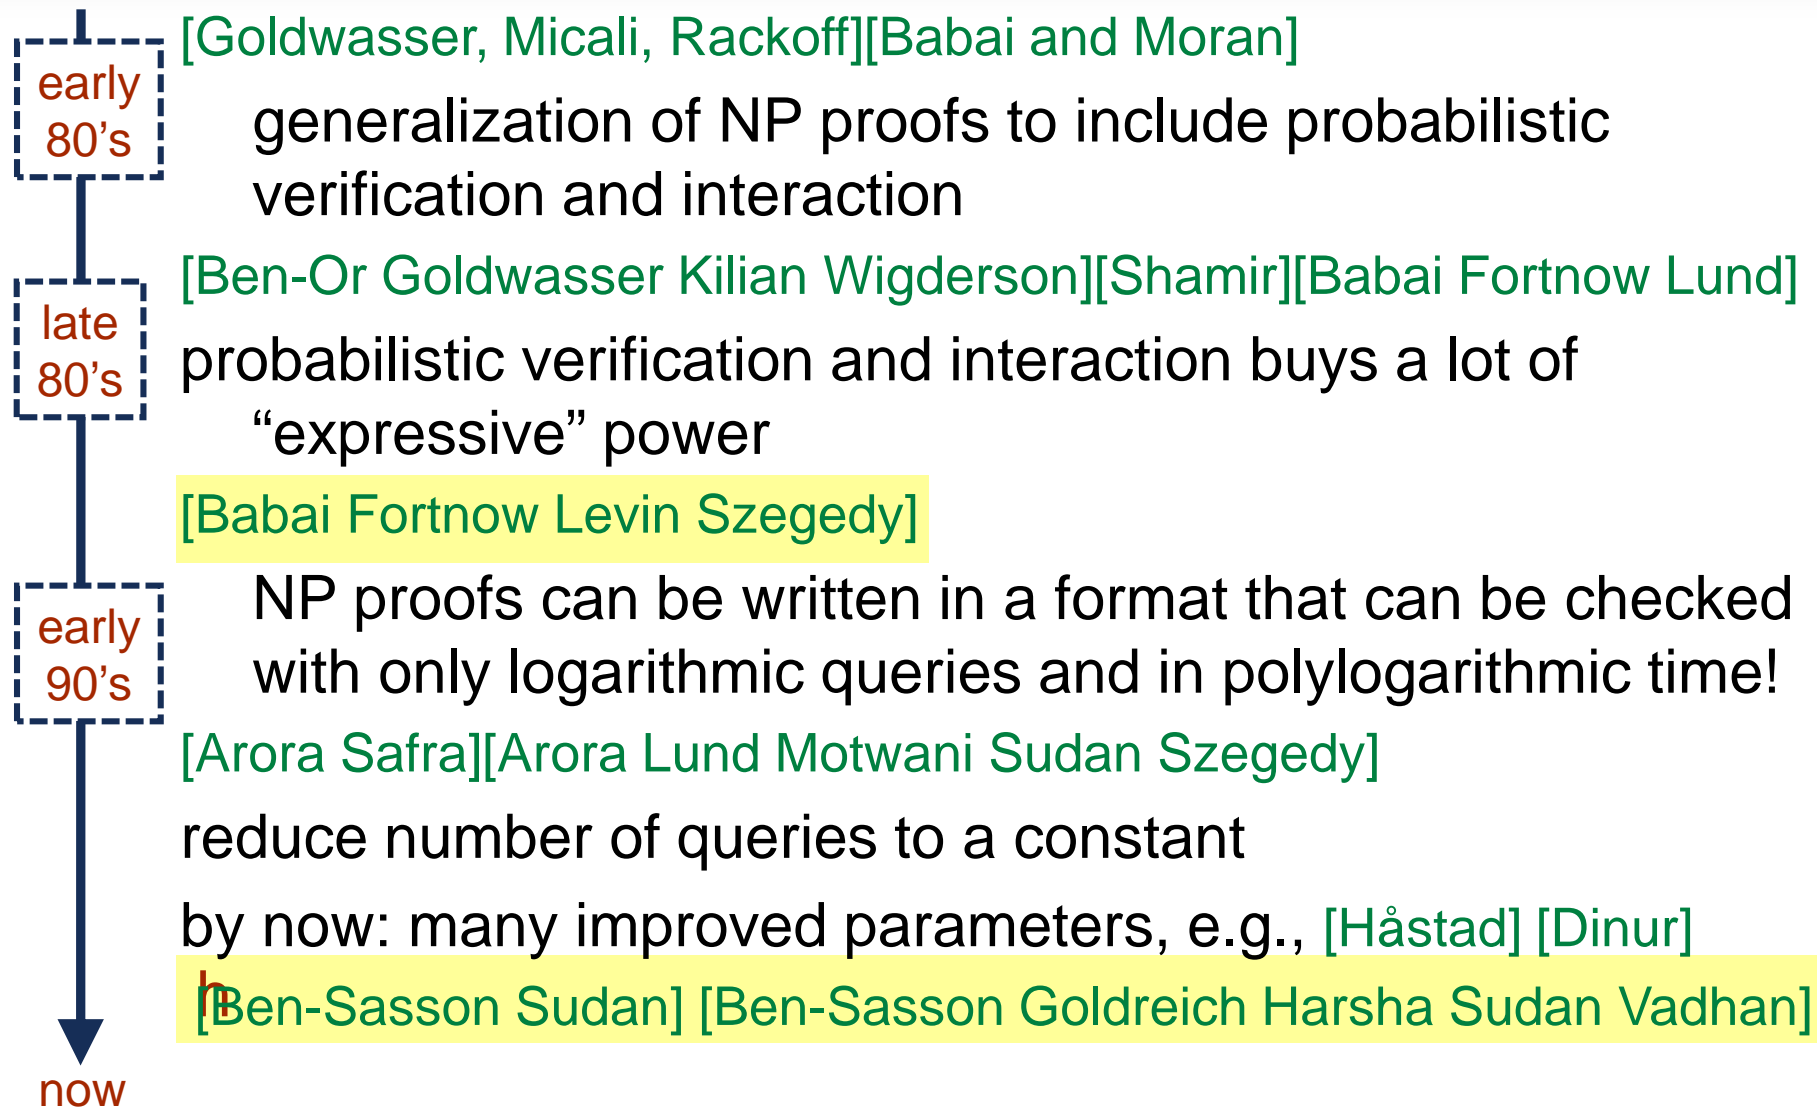 [Goldwasser, Micali, Rackoff][Babai and Moran]
early
80’s
generalization of NP proofs to include probabilistic
verification and interaction
[Ben-Or Goldwasser Kilian Wigderson][Shamir][Babai Fortnow Lund]
late
80’s
probabilistic verification and interaction buys a lot of
“expressive” power
[Babai Fortnow Levin Szegedy]
early
90’s
NP proofs can be written in a format that can be checked
with only logarithmic queries and in polylogarithmic time!
[Arora Safra][Arora Lund Motwani Sudan Szegedy]
reduce number of queries to a constant
by now: many improved parameters, e.g., [Håstad] [Dinur]
h
[Ben-Sasson Sudan] [Ben-Sasson Goldreich Harsha Sudan Vadhan]
now